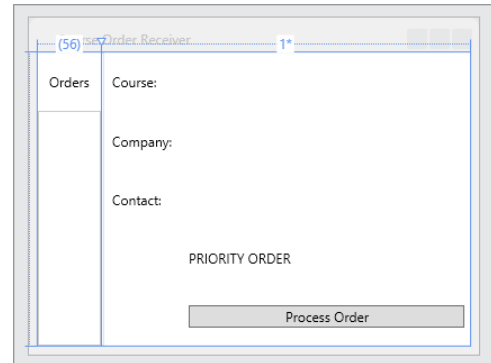 Order Receiver
(56)
1*
Orders
Course:
Company:
Contact:
PRIORITY ORDER
Process Order